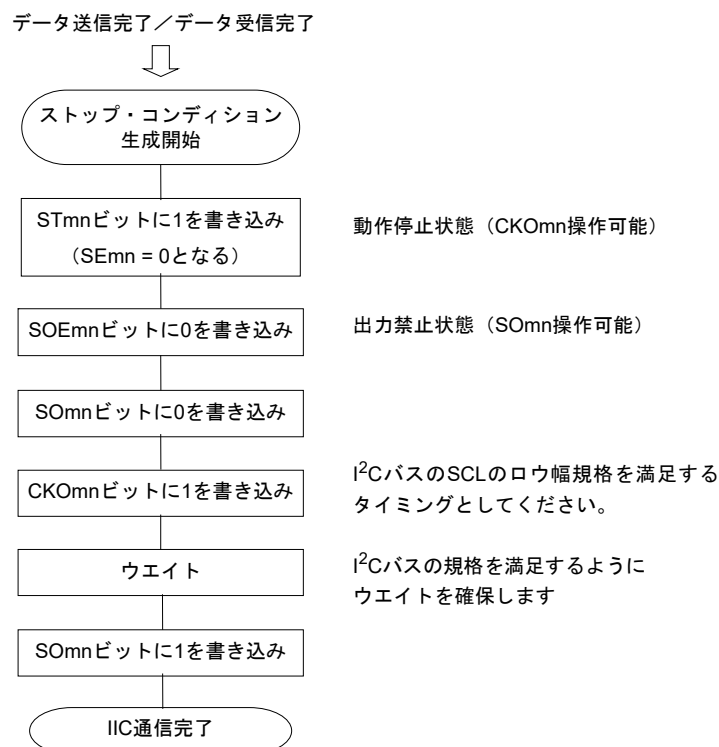 データ送信完了／データ受信完了
ストップ・コンディション
生成開始
STmnビットに1を書き込み
（SEmn = 0となる）
動作停止状態（CKOmn操作可能）
SOEmnビットに0を書き込み
出力禁止状態（SOmn操作可能）
SOmnビットに0を書き込み
CKOmnビットに1を書き込み
I2CバスのSCLのロウ幅規格を満足する
タイミングとしてください。
ウエイト
I2Cバスの規格を満足するように
ウエイトを確保します
SOmnビットに1を書き込み
IIC通信完了